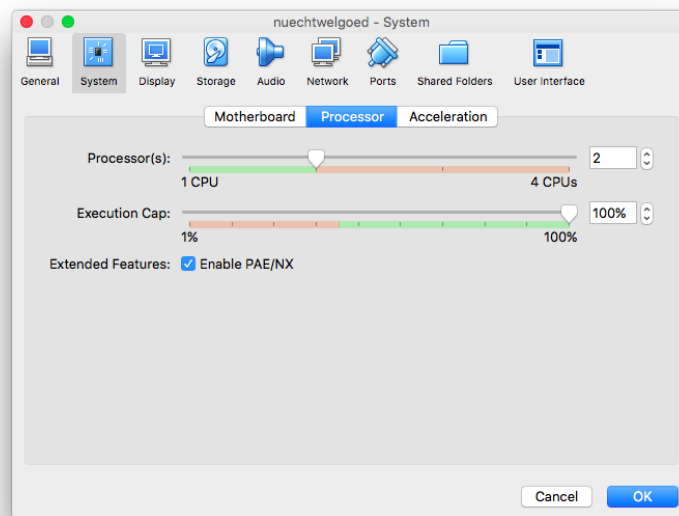 nuechtwelgoed - System
General System Display Storage Audio Network Ports Shared Folders User Interface
Motherboard Processor Acceleration
Processor(s): 2
1 CPU 4 CPUs
Execution Cap: 100%
1% 100%
Extended Features: Enable PAE/NX
Cancel OK